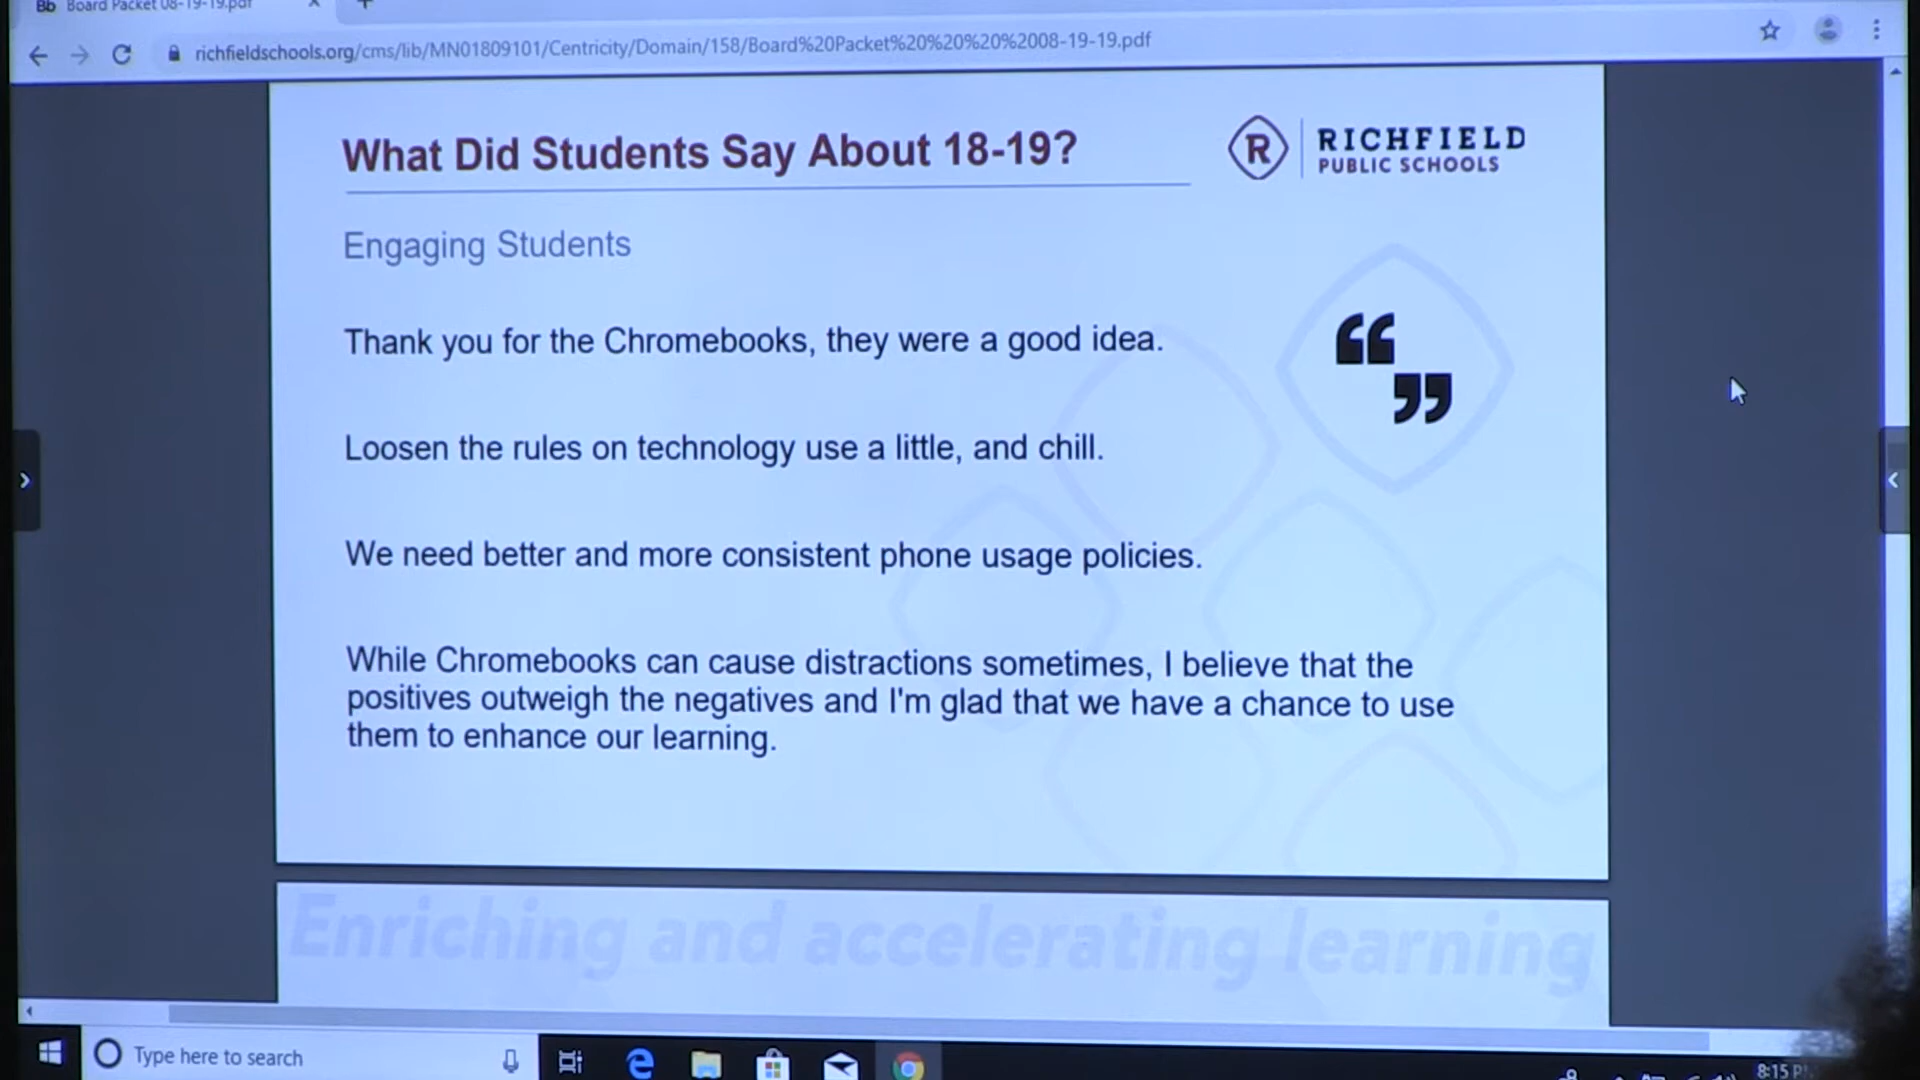 Bb Board Packet 08-19-19.pdf
richfieldschools.org/cms/lib/MN01809101/Centricity/Domain/158/Board%20Packet%20%20%20%2008-19-19.pdf
What Did Students Say About 18-19?
R
RICHFIELD
PUBLIC SCHOOLS
Engaging Students
Thank you for the Chromebooks, they were a good idea.
Loosen the rules on technology use a little, and chill.
We need better and more consistent phone usage policies.
While Chromebooks can cause distractions sometimes, I believe that the
positives outweigh the negatives and I'm glad that we have a chance to use
them to enhance our learning.
Enriching and accelerating learning
Type here to search
8:15 P